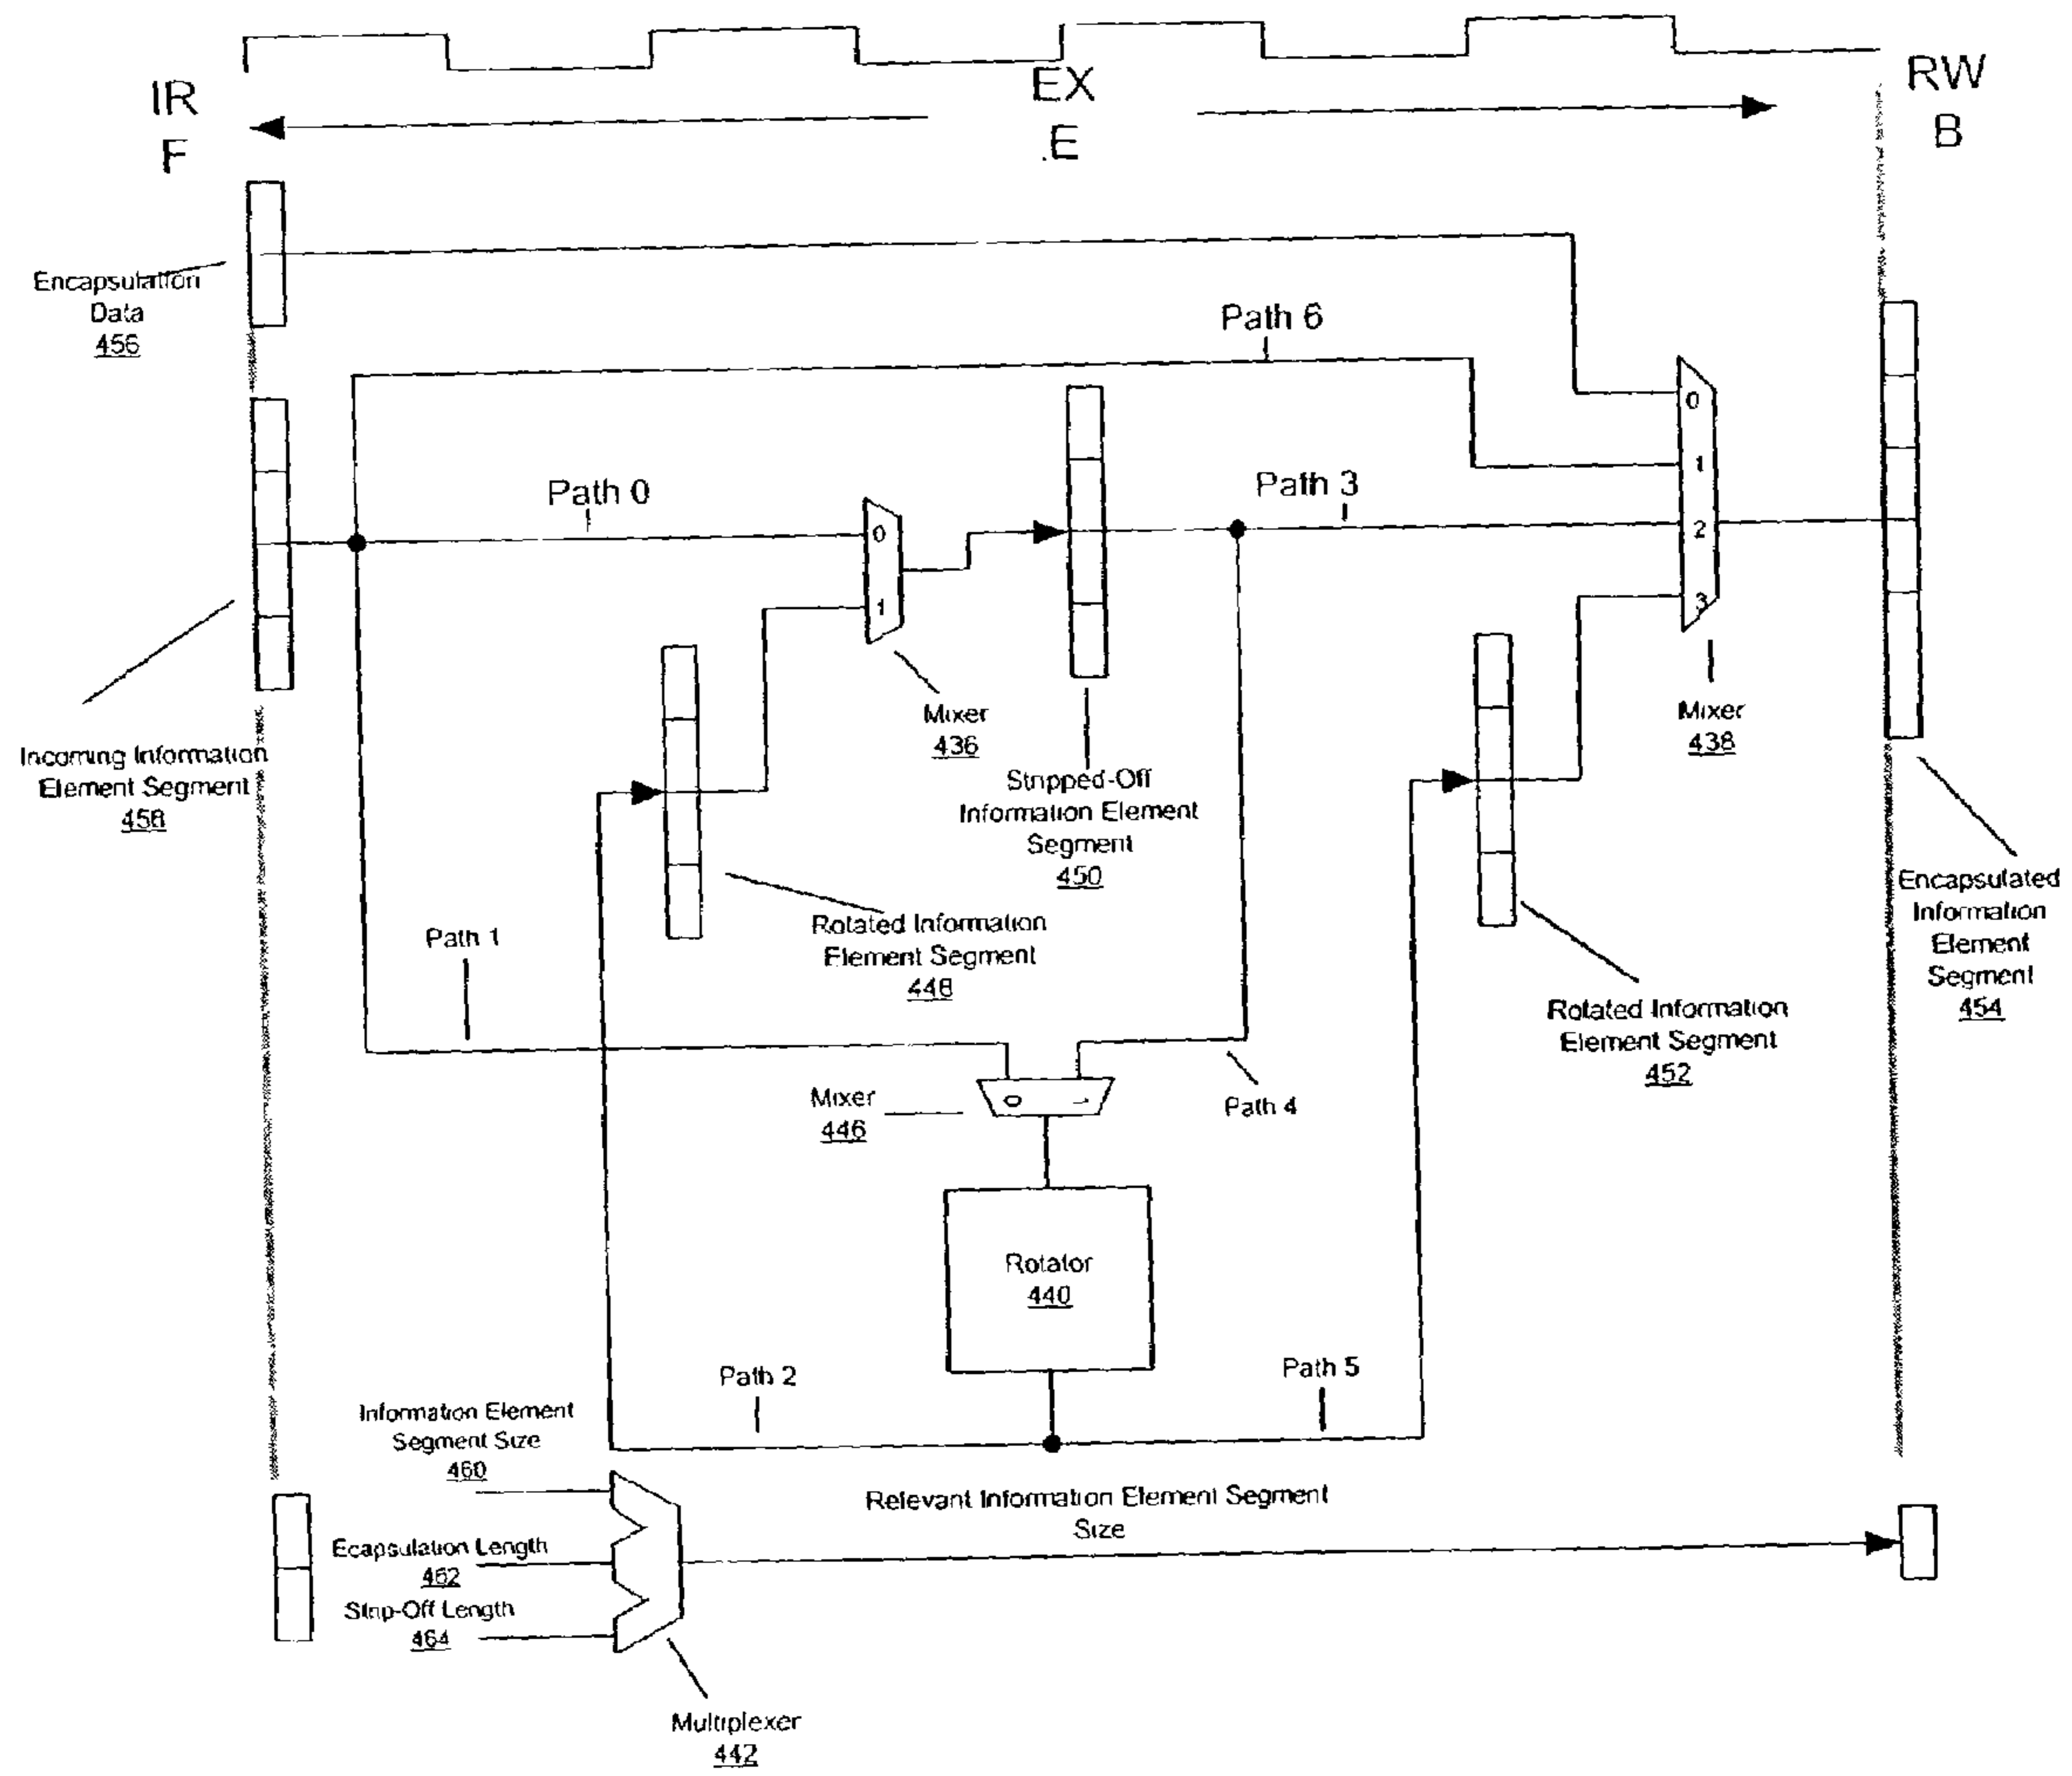 IR
F
EX
.E
RW
B
Encapsulation
Data
456
Path 6
0
1
2
3
Path 0
Path 3
0
1
Mixer
436
Mixer
438
Incoming Information
Element Segment
458
Stripped-Off
Information Element
Segment
450
Rotated Information
Element Segment
448
Encapsulated
Information
Element
Segment
454
Path 1
Rotated Information
Element Segment
452
Mixer
446
0
1
Path 4
Rotator
440
Path 2
Path 5
Information Element
Segment Size
460
Relevant Information Element Segment
Size
Ecapsulation Length
462
Strip-Off Length
464
Multiplexer
442